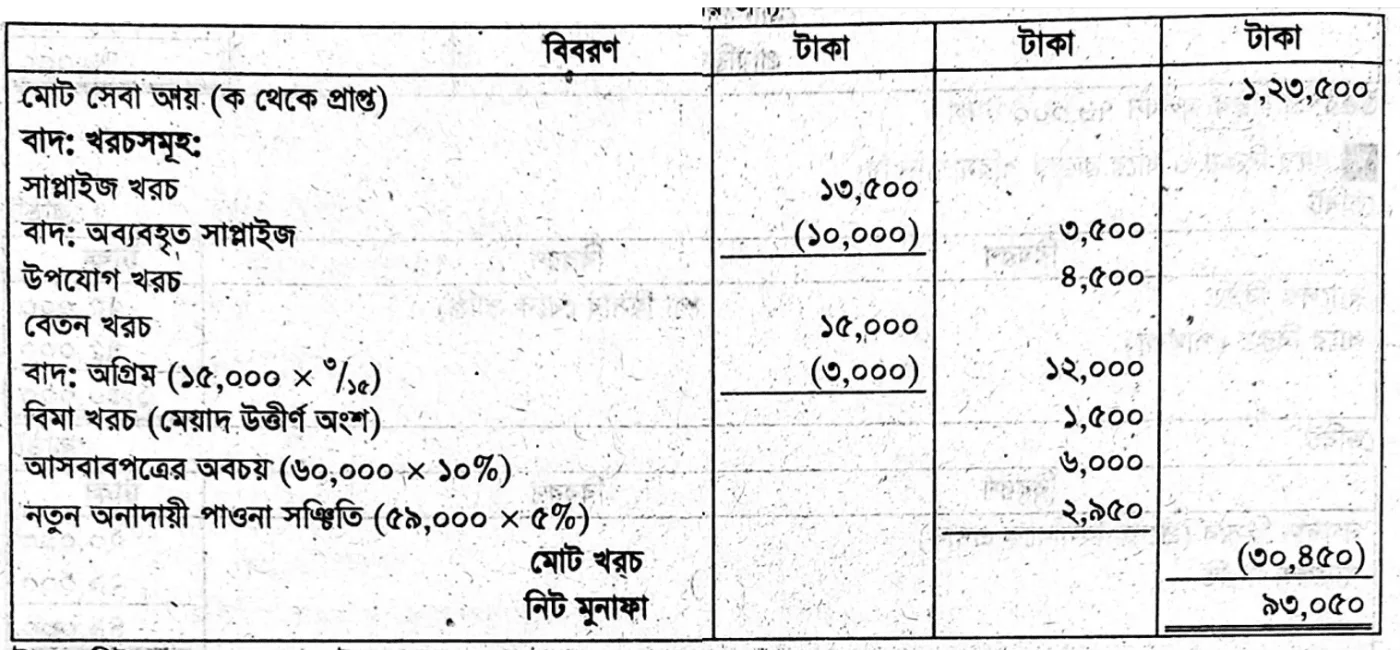 বিবরণ টাকা টাকা টাকা
মোট সেবা আয় (ক থেকে প্রাপ্ত) ১,২৩,৫০০
বাদ: খরচসমূহ:
সাপ্লাইজ খরচ ১৩,৫০০
বাদ: অব্যবহৃত সাপ্লাইজ (১০,০০০) ৩,৫০০
উপযোগ খরচ ৪,৫০০
বেতন খরচ ১৫,০০০
বাদ: অগ্রিম (১৫,০০০ × ৩/১৫) (৩,০০০) ১২,০০০
বিমা খরচ (মেয়াদ উত্তীর্ণ অংশ) ১,৫০০
আসবাবপত্রের অবচয় (৬০,০০০ × ১০%) ৬,০০০
নতুন অনাদায়ী পাওনা সঞ্চিতি (৫৯,০০০ × ৫%) ২,৯৫০
মোট খরচ (৩০,৪৫০)
নিট মুনাফা ৯৩,০৫০